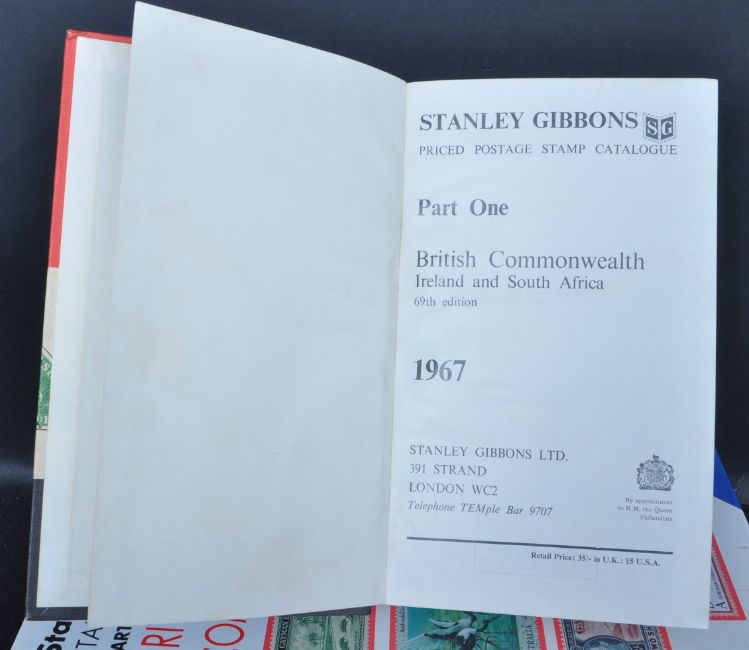 STANLEY GIBBONS SG
PRICED POSTAGE STAMP CATALOGUE
Part One
British Commonwealth
Ireland and South Africa
69th edition
1967
STANLEY GIBBONS LTD.
391 STRAND
LONDON WC2
Telephone TEMple Bar 9707
By appointment
to H.M. the Queen
Philatelists
Retail Price: 35/- in U.K.: $5 U.S.A.